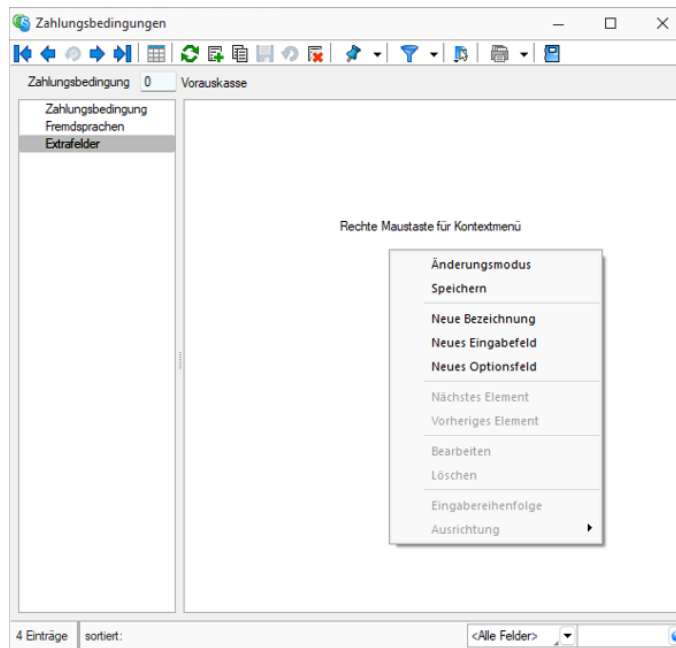 Zahlungsbedingungen
Zahlungsbedingung 0 Vorauskasse
Zahlungsbedingung
Fremdsprachen
Extrafelder
Rechte Maustaste für Kontextmenü
Änderungsmodus
Speichern
Neue Bezeichnung
Neues Eingabefeld
Neues Optionsfeld
Nächstes Element
Vorheriges Element
Bearbeiten
Löschen
Eingabereihenfolge
Ausrichtung
4 Einträge sortiert: <Alle Felder>